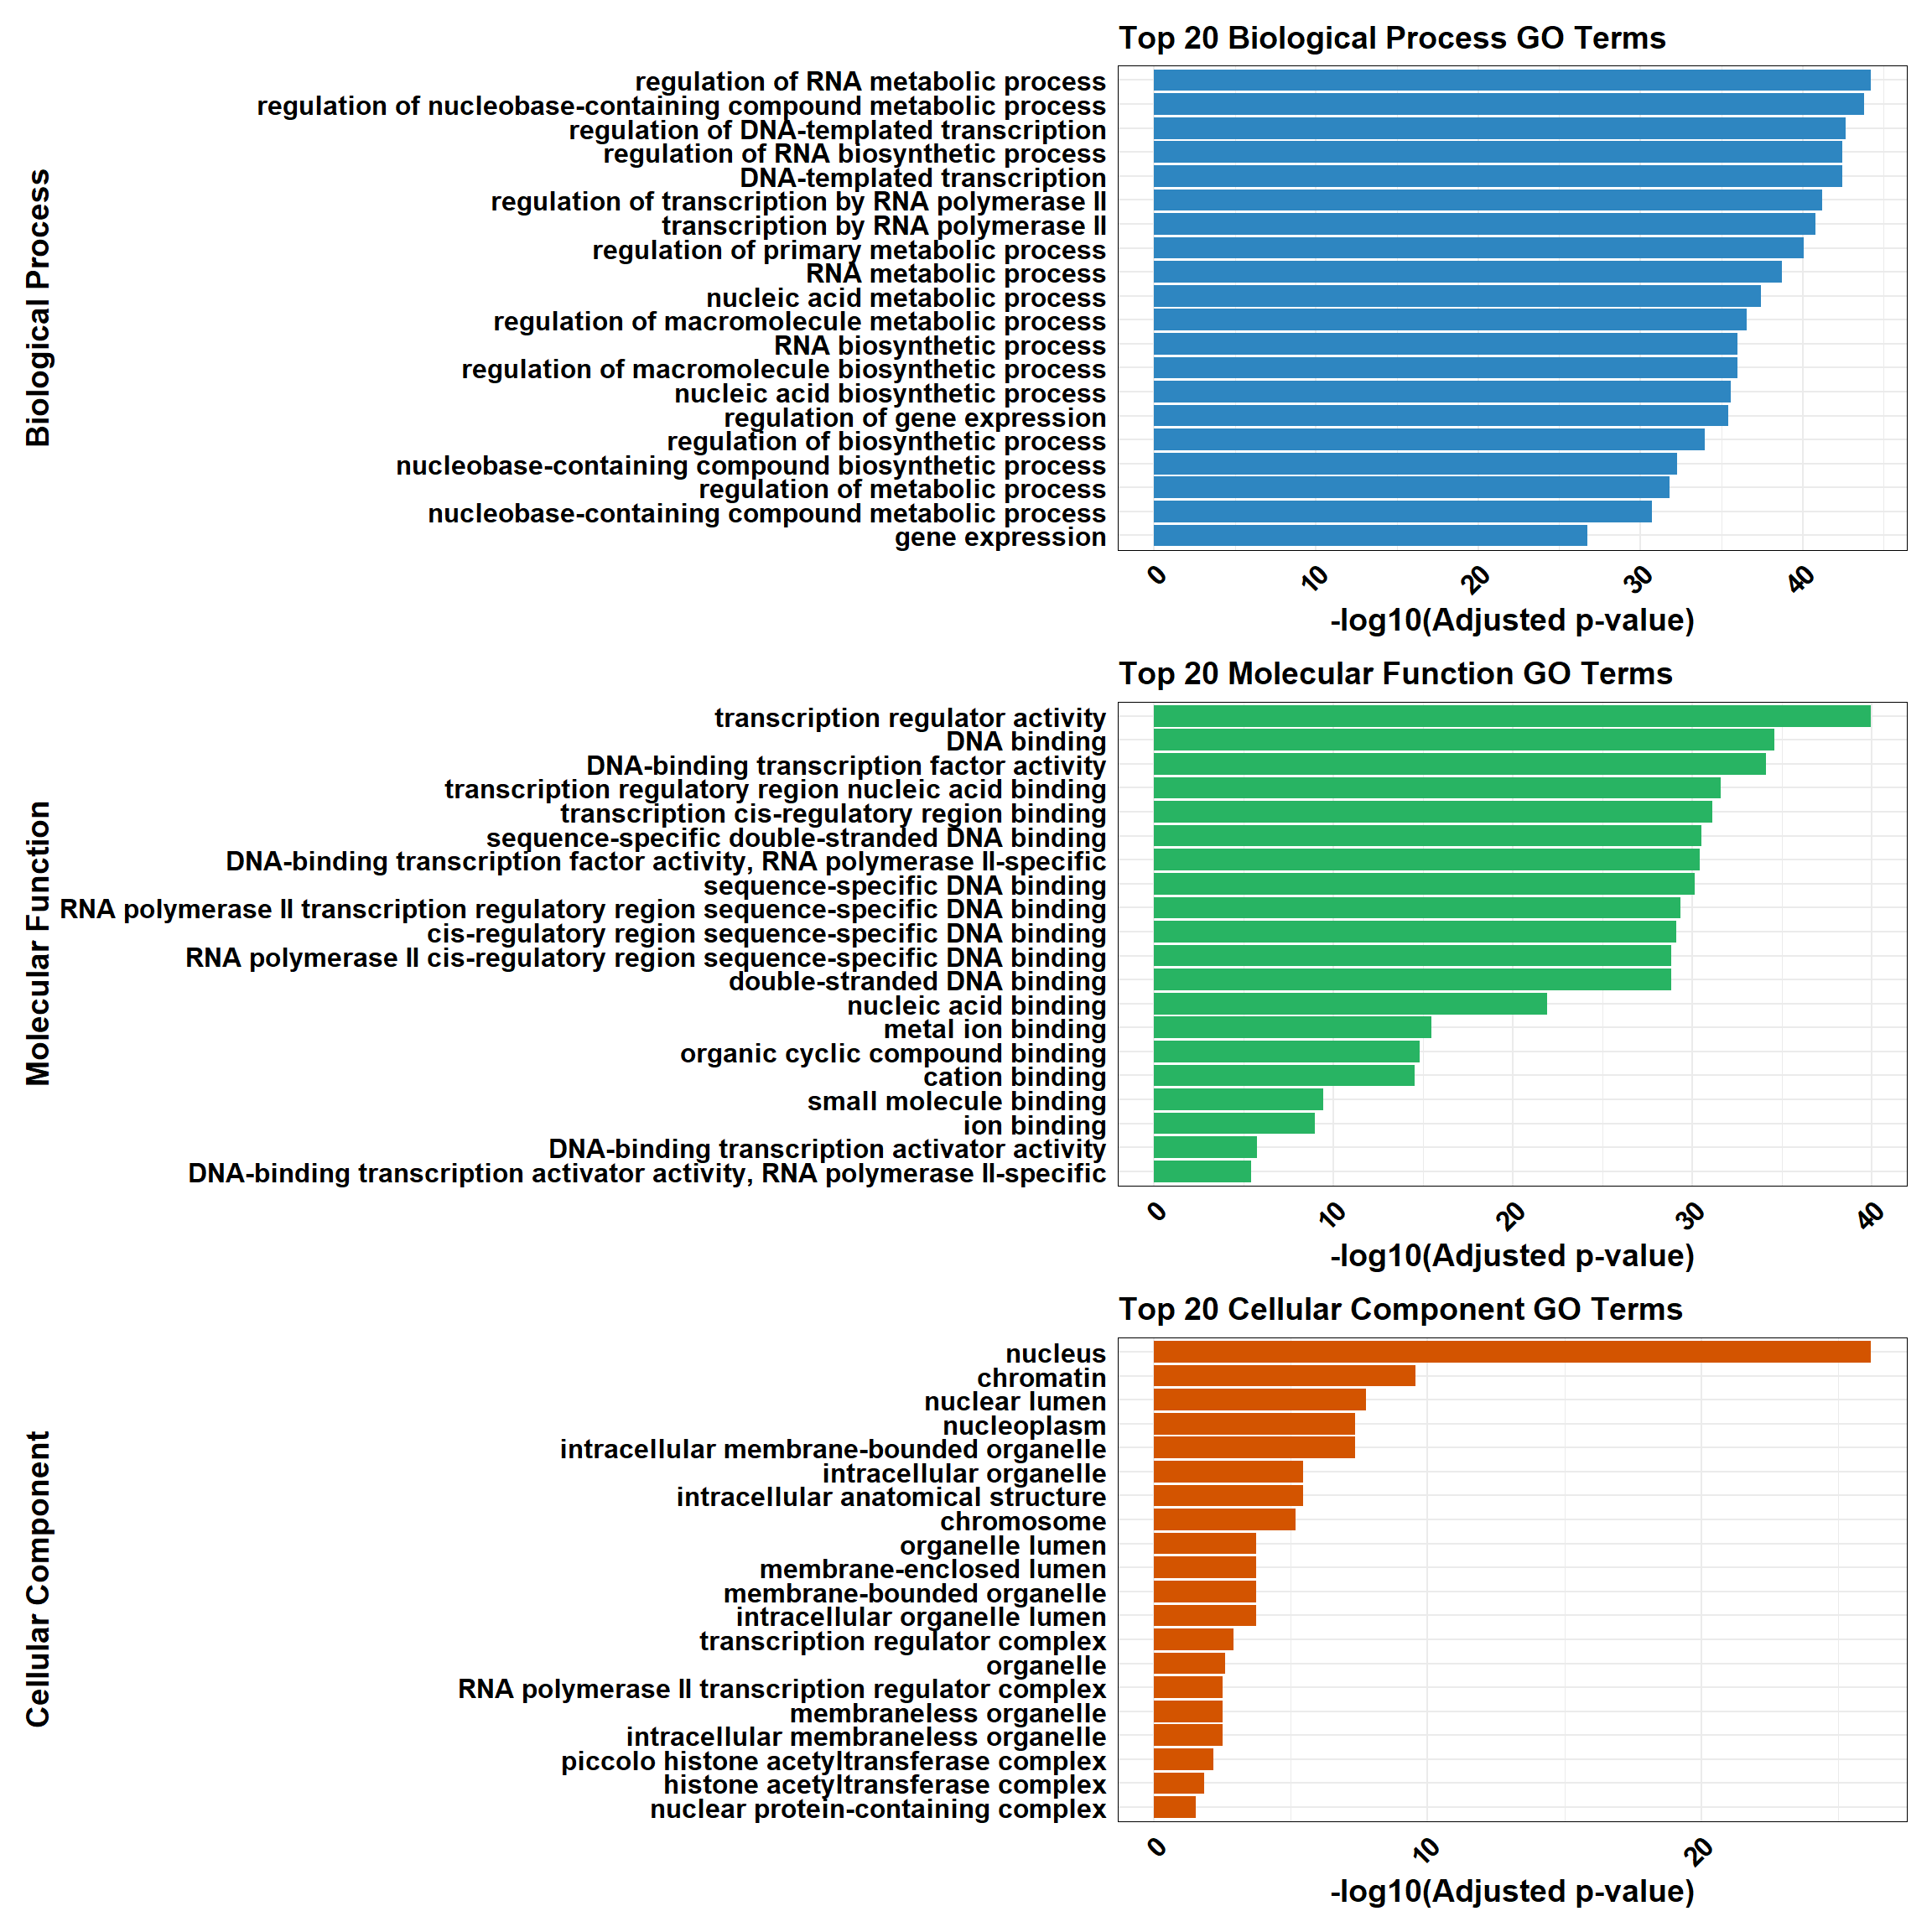 Top 20 Biological Process GO Terms
Biological Process
regulation of RNA metabolic process
regulation of nucleobase-containing compound metabolic process
regulation of DNA-templated transcription
regulation of RNA biosynthetic process
DNA-templated transcription
regulation of transcription by RNA polymerase II
transcription by RNA polymerase II
regulation of primary metabolic process
RNA metabolic process
nucleic acid metabolic process
regulation of macromolecule metabolic process
RNA biosynthetic process
regulation of macromolecule biosynthetic process
nucleic acid biosynthetic process
regulation of gene expression
regulation of biosynthetic process
nucleobase-containing compound biosynthetic process
regulation of metabolic process
nucleobase-containing compound metabolic process
gene expression
0 10 20 30 40
-log10(Adjusted p-value)
Top 20 Molecular Function GO Terms
Molecular Function
transcription regulator activity
DNA binding
DNA-binding transcription factor activity
transcription regulatory region nucleic acid binding
transcription cis-regulatory region binding
sequence-specific double-stranded DNA binding
DNA-binding transcription factor activity, RNA polymerase II-specific
sequence-specific DNA binding
RNA polymerase II transcription regulatory region sequence-specific DNA binding
cis-regulatory region sequence-specific DNA binding
RNA polymerase II cis-regulatory region sequence-specific DNA binding
double-stranded DNA binding
nucleic acid binding
metal ion binding
organic cyclic compound binding
cation binding
small molecule binding
ion binding
DNA-binding transcription activator activity
DNA-binding transcription activator activity, RNA polymerase II-specific
0 10 20 30 40
-log10(Adjusted p-value)
Top 20 Cellular Component GO Terms
Cellular Component
nucleus
chromatin
nuclear lumen
nucleoplasm
intracellular membrane-bounded organelle
intracellular organelle
intracellular anatomical structure
chromosome
organelle lumen
membrane-enclosed lumen
membrane-bounded organelle
intracellular organelle lumen
transcription regulator complex
organelle
RNA polymerase II transcription regulator complex
membraneless organelle
intracellular membraneless organelle
piccolo histone acetyltransferase complex
histone acetyltransferase complex
nuclear protein-containing complex
0 10 20
-log10(Adjusted p-value)